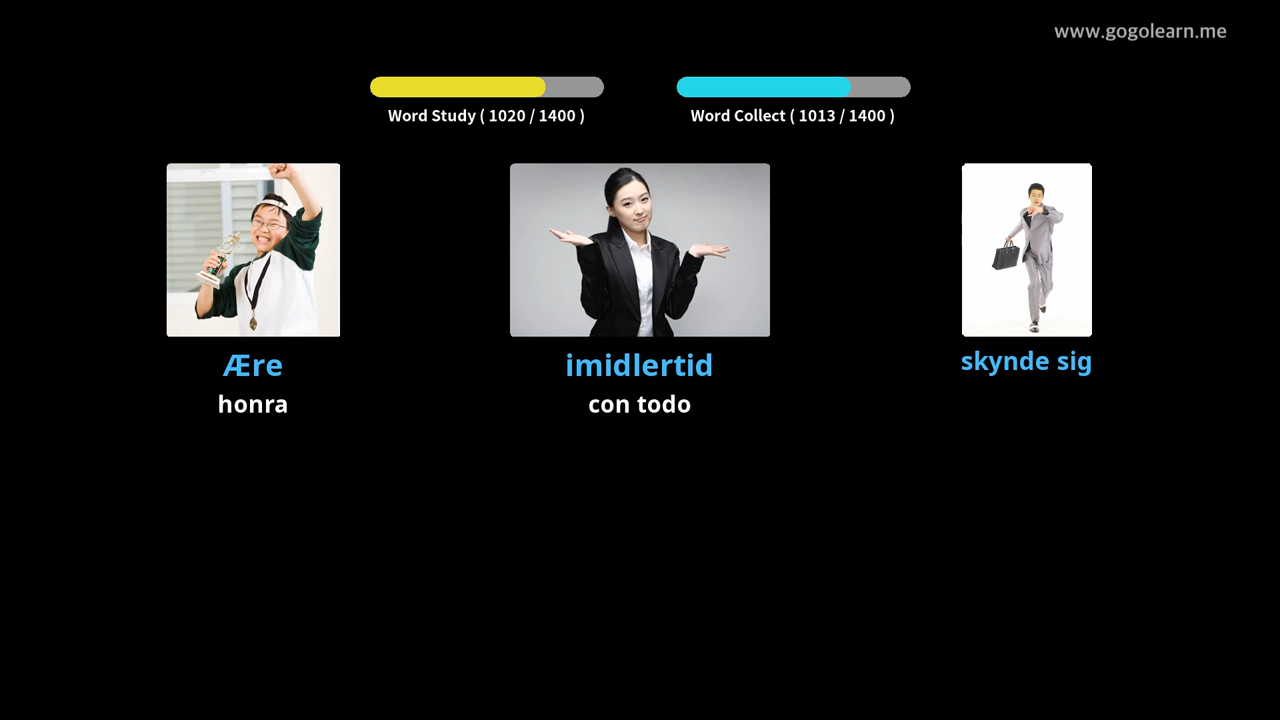 www.gogolearn.me
Word Study ( 1020 / 1400 )
Word Collect ( 1013 / 1400 )
Ære
honra
imidlertid
con todo
skynde sig